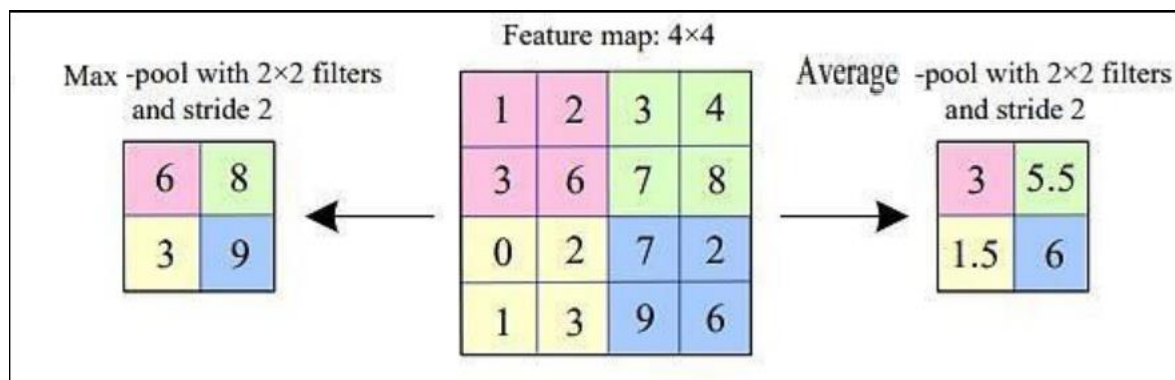 Feature map: 4×4
Max -pool with 2×2 filters
and stride 2
6 8
3 9
1 2 3 4
3 6 7 8
0 2 7 2
1 3 9 6
Average -pool with 2×2 filters
and stride 2
3 5.5
1.5 6